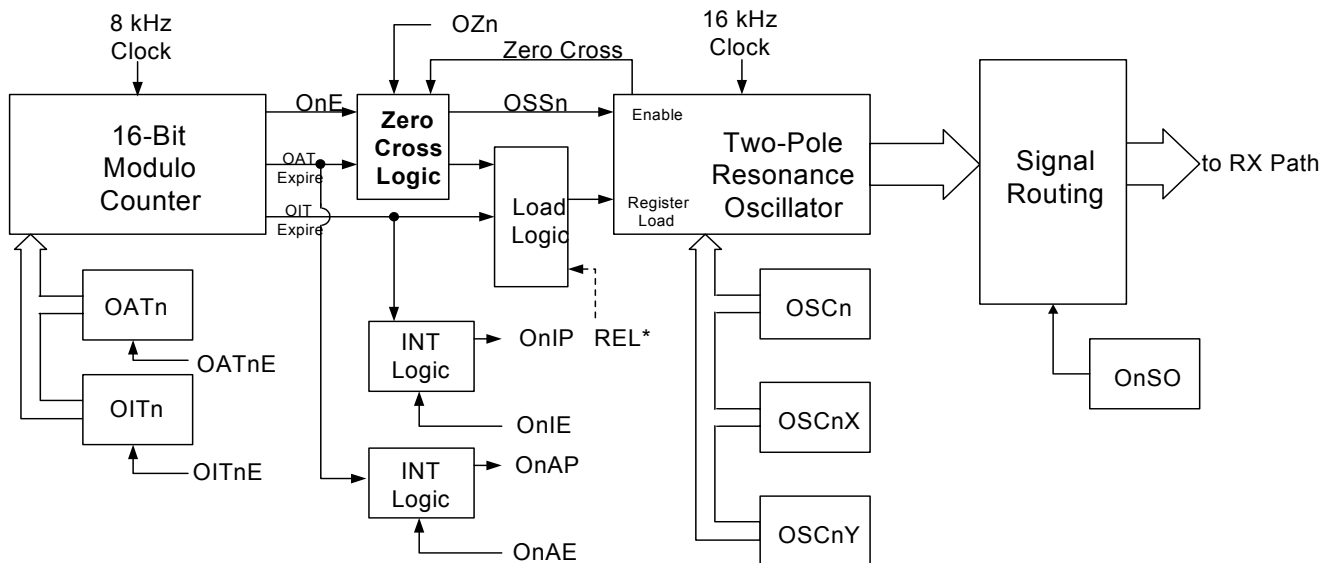 8 kHz
Clock
OZn
16 kHz
Clock
Zero Cross
OnE
OSSn
16-Bit
Modulo
Counter
OAT
Expire
OIT
Expire
Zero
Cross
Logic
Load
Logic
Enable
Register
Load
Two-Pole
Resonance
Oscillator
Signal
Routing
to RX Path
OATn
OATnE
OITn
OITnE
INT
Logic
OnIP
REL*
OnIE
INT
Logic
OnAP
OnAE
OSCn
OSCnX
OSCnY
OnSO